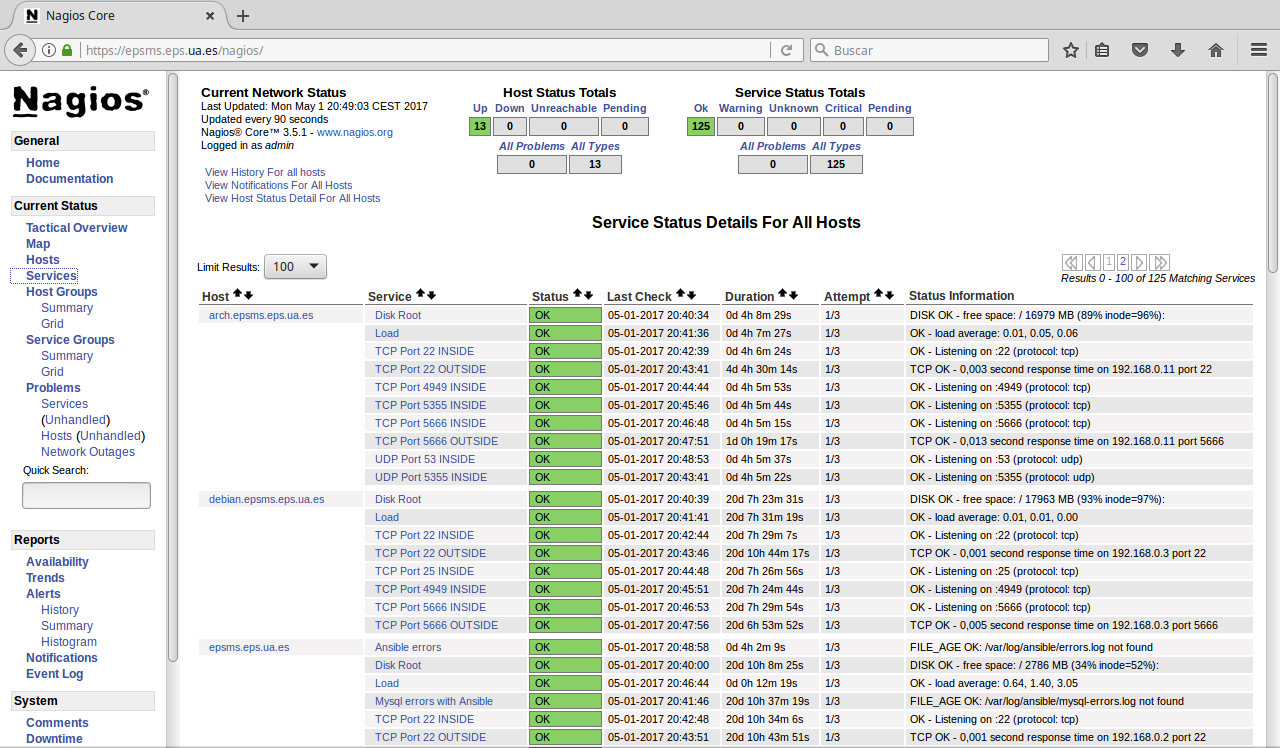 Nagios Core
https://epsms.eps.ua.es/nagios/
Buscar
Nagios®
General
Home
Documentation
Current Status
Tactical Overview
Map
Hosts
Services
Host Groups
Summary
Grid
Service Groups
Summary
Grid
Problems
Services
(Unhandled)
Hosts (Unhandled)
Network Outages
Quick Search:
Reports
Availability
Trends
Alerts
History
Summary
Histogram
Notifications
Event Log
System
Comments
Downtime
Current Network Status
Last Updated: Mon May 1 20:49:03 CEST 2017
Updated every 90 seconds
Nagios® Core™ 3.5.1 - www.nagios.org
Logged in as admin
View History For all hosts
View Notifications For All Hosts
View Host Status Detail For All Hosts
Host Status Totals
Up Down Unreachable Pending
13 0 0 0
All Problems All Types
0 13
Service Status Totals
Ok Warning Unknown Critical Pending
125 0 0 0 0
All Problems All Types
0 125
Service Status Details For All Hosts
Limit Results: 100
1 2
Results 0 - 100 of 125 Matching Services
Host Service Status Last Check Duration Attempt Status Information
arch.epsms.eps.ua.es Disk Root OK 05-01-2017 20:40:34 0d 4h 8m 29s 1/3 DISK OK - free space: / 16979 MB (89% inode=96%):
Load OK 05-01-2017 20:41:36 0d 4h 7m 27s 1/3 OK - load average: 0.01, 0.05, 0.06
TCP Port 22 INSIDE OK 05-01-2017 20:42:39 0d 4h 6m 24s 1/3 OK - Listening on :22 (protocol: tcp)
TCP Port 22 OUTSIDE OK 05-01-2017 20:43:41 4d 4h 30m 14s 1/3 TCP OK - 0,003 second response time on 192.168.0.11 port 22
TCP Port 4949 INSIDE OK 05-01-2017 20:44:44 0d 4h 5m 53s 1/3 OK - Listening on :4949 (protocol: tcp)
TCP Port 5355 INSIDE OK 05-01-2017 20:45:46 0d 4h 5m 44s 1/3 OK - Listening on :5355 (protocol: tcp)
TCP Port 5666 INSIDE OK 05-01-2017 20:46:48 0d 4h 5m 15s 1/3 OK - Listening on :5666 (protocol: tcp)
TCP Port 5666 OUTSIDE OK 05-01-2017 20:47:51 1d 0h 19m 17s 1/3 TCP OK - 0,013 second response time on 192.168.0.11 port 5666
UDP Port 53 INSIDE OK 05-01-2017 20:48:53 0d 4h 5m 37s 1/3 OK - Listening on :53 (protocol: udp)
UDP Port 5355 INSIDE OK 05-01-2017 20:43:41 0d 4h 5m 22s 1/3 OK - Listening on :5355 (protocol: udp)
debian.epsms.eps.ua.es Disk Root OK 05-01-2017 20:40:39 20d 7h 23m 31s 1/3 DISK OK - free space: / 17963 MB (93% inode=97%):
Load OK 05-01-2017 20:41:41 20d 7h 31m 19s 1/3 OK - load average: 0.01, 0.01, 0.00
TCP Port 22 INSIDE OK 05-01-2017 20:42:44 20d 7h 29m 7s 1/3 OK - Listening on :22 (protocol: tcp)
TCP Port 22 OUTSIDE OK 05-01-2017 20:43:46 20d 10h 44m 17s 1/3 TCP OK - 0,001 second response time on 192.168.0.3 port 22
TCP Port 25 INSIDE OK 05-01-2017 20:44:48 20d 7h 26m 56s 1/3 OK - Listening on :25 (protocol: tcp)
TCP Port 4949 INSIDE OK 05-01-2017 20:45:51 20d 7h 24m 44s 1/3 OK - Listening on :4949 (protocol: tcp)
TCP Port 5666 INSIDE OK 05-01-2017 20:46:53 20d 7h 29m 54s 1/3 OK - Listening on :5666 (protocol: tcp)
TCP Port 5666 OUTSIDE OK 05-01-2017 20:47:56 20d 6h 53m 52s 1/3 TCP OK - 0,005 second response time on 192.168.0.3 port 5666
epsms.eps.ua.es Ansible errors OK 05-01-2017 20:48:58 0d 4h 2m 9s 1/3 FILE_AGE OK: /var/log/ansible/errors.log not found
Disk Root OK 05-01-2017 20:40:00 20d 10h 8m 25s 1/3 DISK OK - free space: / 2786 MB (34% inode=52%):
Load OK 05-01-2017 20:46:44 0d 0h 12m 19s 1/3 OK - load average: 0.64, 1.40, 3.05
Mysql errors with Ansible OK 05-01-2017 20:41:46 20d 10h 37m 19s 1/3 FILE_AGE OK: /var/log/ansible/mysql-errors.log not found
TCP Port 22 INSIDE OK 05-01-2017 20:42:48 20d 10h 34m 6s 1/3 OK - Listening on :22 (protocol: tcp)
TCP Port 22 OUTSIDE OK 05-01-2017 20:43:51 20d 10h 43m 51s 1/3 TCP OK - 0,001 second response time on 192.168.0.2 port 22